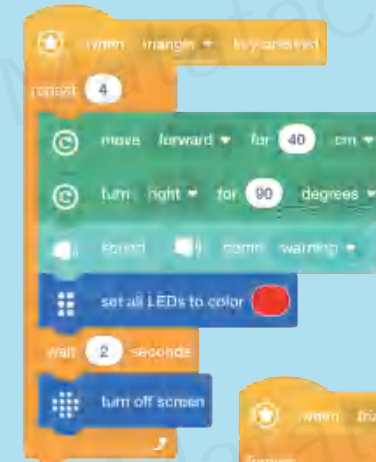 when triangle key pressed
repeat 4
move forward for 40 cm
turn right for 90 degrees
sound warning
set all LEDs to color
wait 2 seconds
turn off screen
when
forever